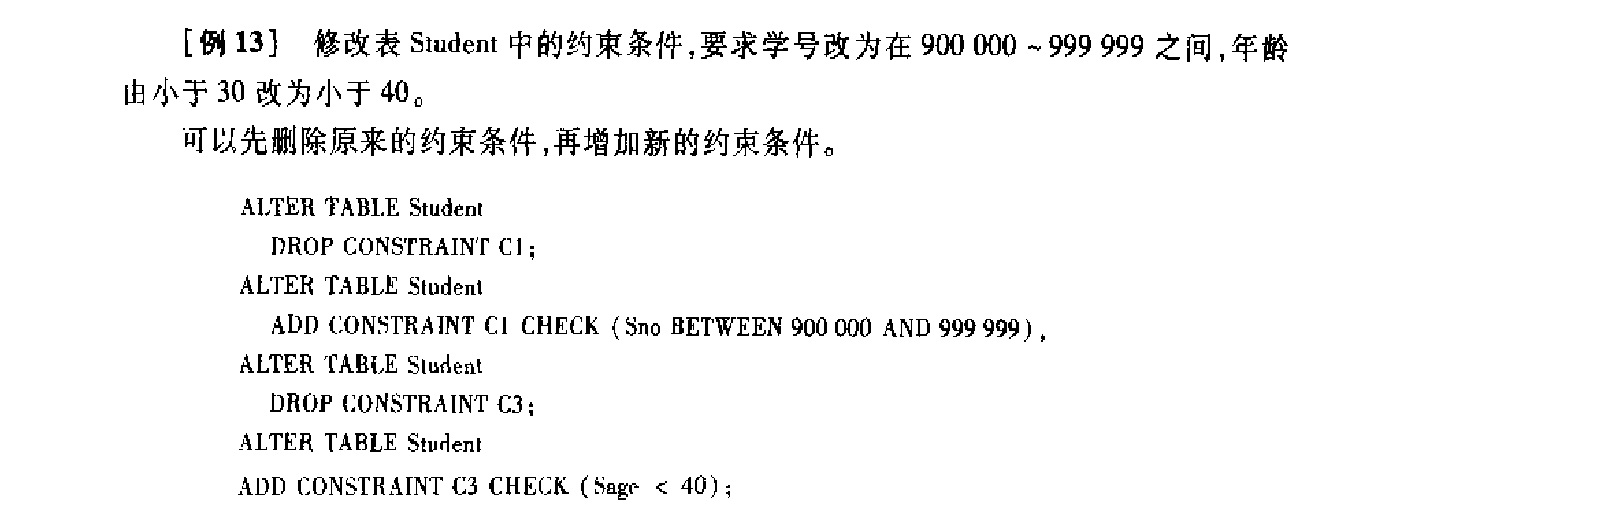 [例 13] 修改表 Student 中的约束条件,要求学号改为在 900 000 ~ 999 999 之间,年龄
由小于 30 改为小于 40。
可以先删除原来的约束条件,再增加新的约束条件。
ALTER TABLE Student
DROP CONSTRAINT C1;
ALTER TABLE Student
ADD CONSTRAINT C1 CHECK (Sno BETWEEN 900 000 AND 999 999),
ALTER TABLE Student
DROP CONSTRAINT C3;
ALTER TABLE Student
ADD CONSTRAINT C3 CHECK (Sage < 40);